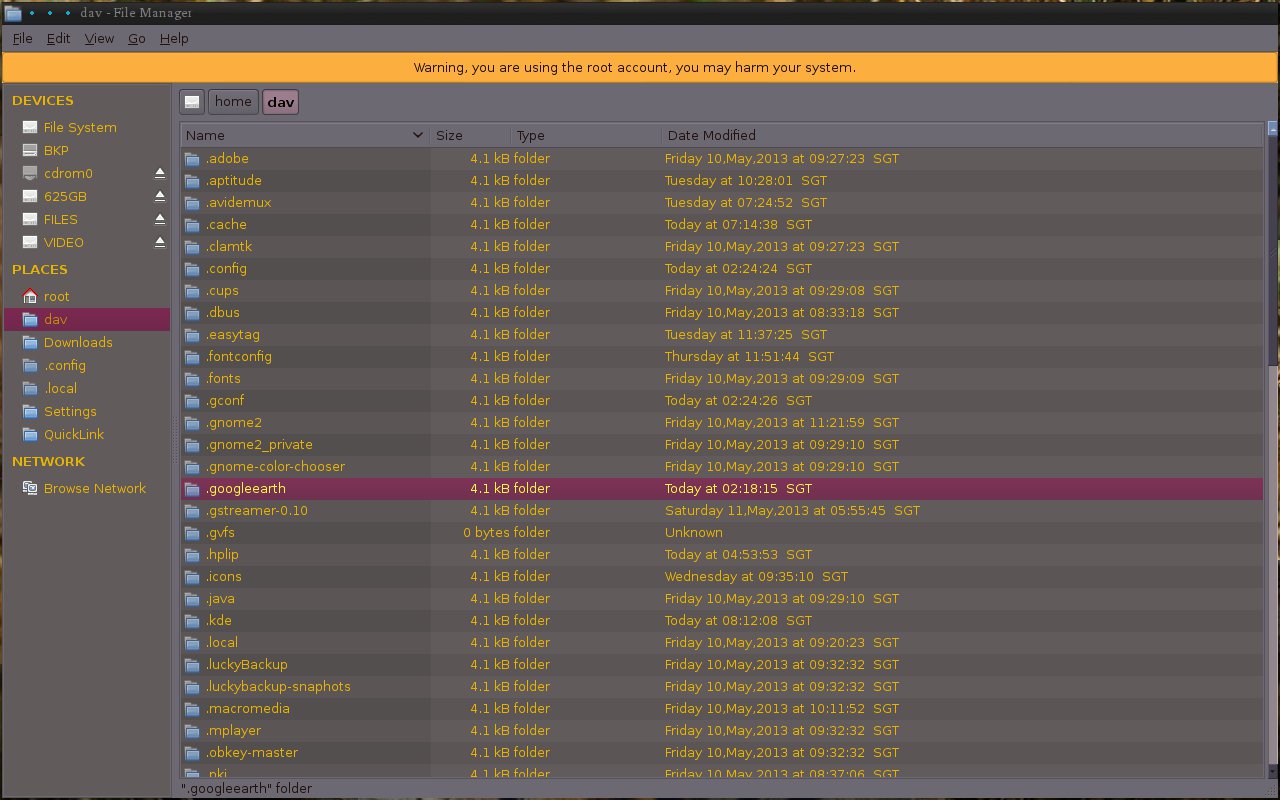 dav - File Manager
File Edit View Go Help
Warning, you are using the root account, you may harm your system.
DEVICES
File System
BKP
cdrom0
625GB
FILES
VIDEO
PLACES
root
dav
Downloads
.config
.local
Settings
QuickLink
NETWORK
Browse Network
home dav
Name Size Type Date Modified
.adobe 4.1 kB folder Friday 10,May,2013 at 09:27:23 SGT
.aptitude 4.1 kB folder Tuesday at 10:28:01 SGT
.avidemux 4.1 kB folder Tuesday at 07:24:52 SGT
.cache 4.1 kB folder Today at 07:14:38 SGT
.clamtk 4.1 kB folder Friday 10,May,2013 at 09:27:23 SGT
.config 4.1 kB folder Today at 02:24:24 SGT
.cups 4.1 kB folder Friday 10,May,2013 at 09:29:08 SGT
.dbus 4.1 kB folder Friday 10,May,2013 at 08:33:18 SGT
.easytag 4.1 kB folder Tuesday at 11:37:25 SGT
.fontconfig 4.1 kB folder Thursday at 11:51:44 SGT
.fonts 4.1 kB folder Friday 10,May,2013 at 09:29:09 SGT
.gconf 4.1 kB folder Today at 02:24:26 SGT
.gnome2 4.1 kB folder Friday 10,May,2013 at 11:21:59 SGT
.gnome2_private 4.1 kB folder Friday 10,May,2013 at 09:29:10 SGT
.gnome-color-chooser 4.1 kB folder Friday 10,May,2013 at 09:29:10 SGT
.googleearth 4.1 kB folder Today at 02:18:15 SGT
.gstreamer-0.10 4.1 kB folder Saturday 11,May,2013 at 05:55:45 SGT
.gvfs 0 bytes folder Unknown
.hplip 4.1 kB folder Today at 04:53:53 SGT
.icons 4.1 kB folder Wednesday at 09:35:10 SGT
.java 4.1 kB folder Friday 10,May,2013 at 09:29:10 SGT
.kde 4.1 kB folder Today at 08:12:08 SGT
.local 4.1 kB folder Friday 10,May,2013 at 09:20:23 SGT
.luckyBackup 4.1 kB folder Friday 10,May,2013 at 09:32:32 SGT
.luckybackup-snaphots 4.1 kB folder Friday 10,May,2013 at 09:32:32 SGT
.macromedia 4.1 kB folder Friday 10,May,2013 at 10:11:52 SGT
.mplayer 4.1 kB folder Friday 10,May,2013 at 09:32:32 SGT
.obkey-master 4.1 kB folder Friday 10,May,2013 at 09:32:32 SGT
.pki 4.1 kB folder Friday 10,May,2013 at 08:37:06 SGT
".googleearth" folder